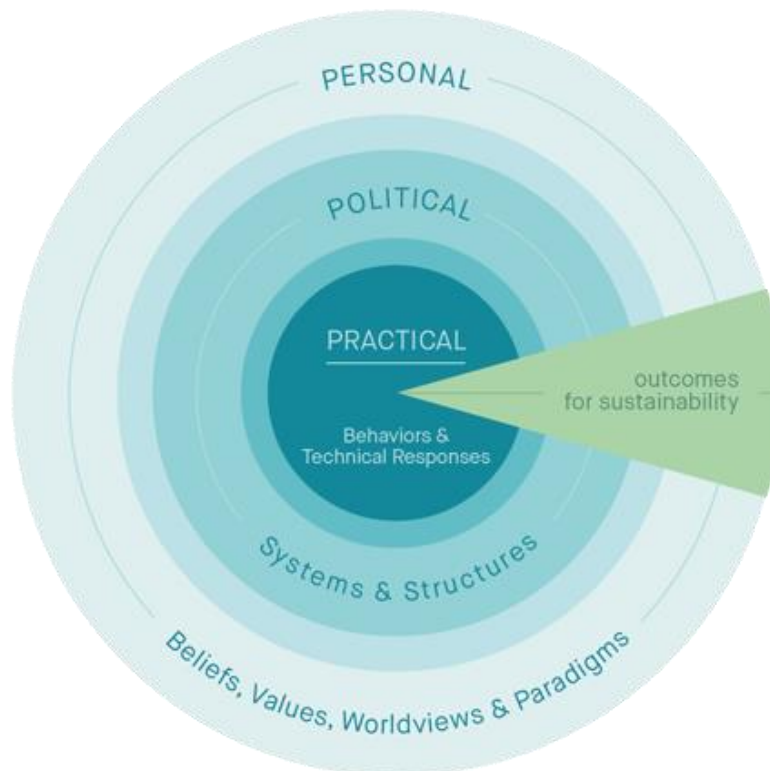 PERSONAL
POLITICAL
PRACTICAL
Behaviors &
Technical Responses
outcomes
for sustainability
Systems & Structures
Beliefs, Values, Worldviews & Paradigms